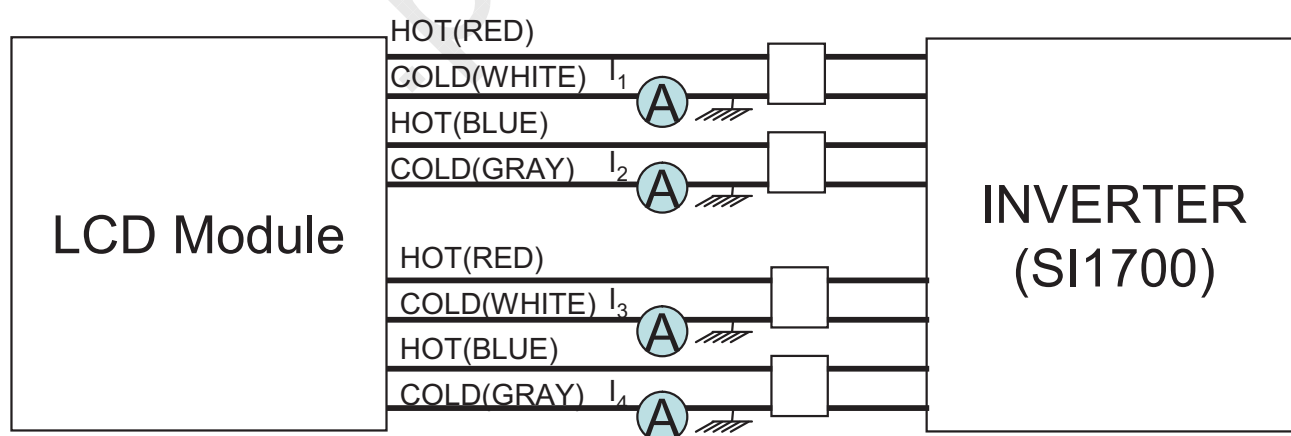 HOT(RED)
COLD(WHITE) I1
A
HOT(BLUE)
COLD(GRAY) I2
A
LCD Module
INVERTER
(SI1700)
HOT(RED)
COLD(WHITE) I3
A
HOT(BLUE)
COLD(GRAY) I4
A